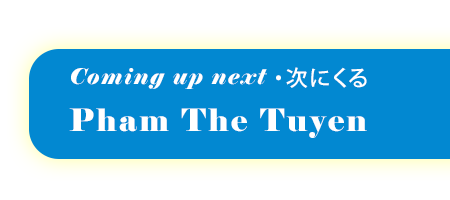 Coming up next・次にくる
Pham The Tuyen